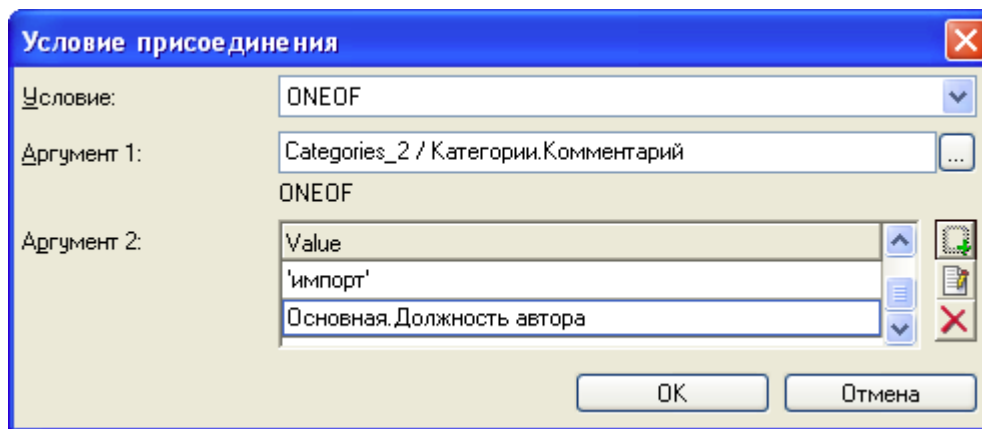 Условие присоединения
Условие: ONEOF
Аргумент 1: Categories_2 / Категории.Комментарий ...
ONEOF
Аргумент 2: Value
'импорт'
Основная.Должность автора
OK Отмена